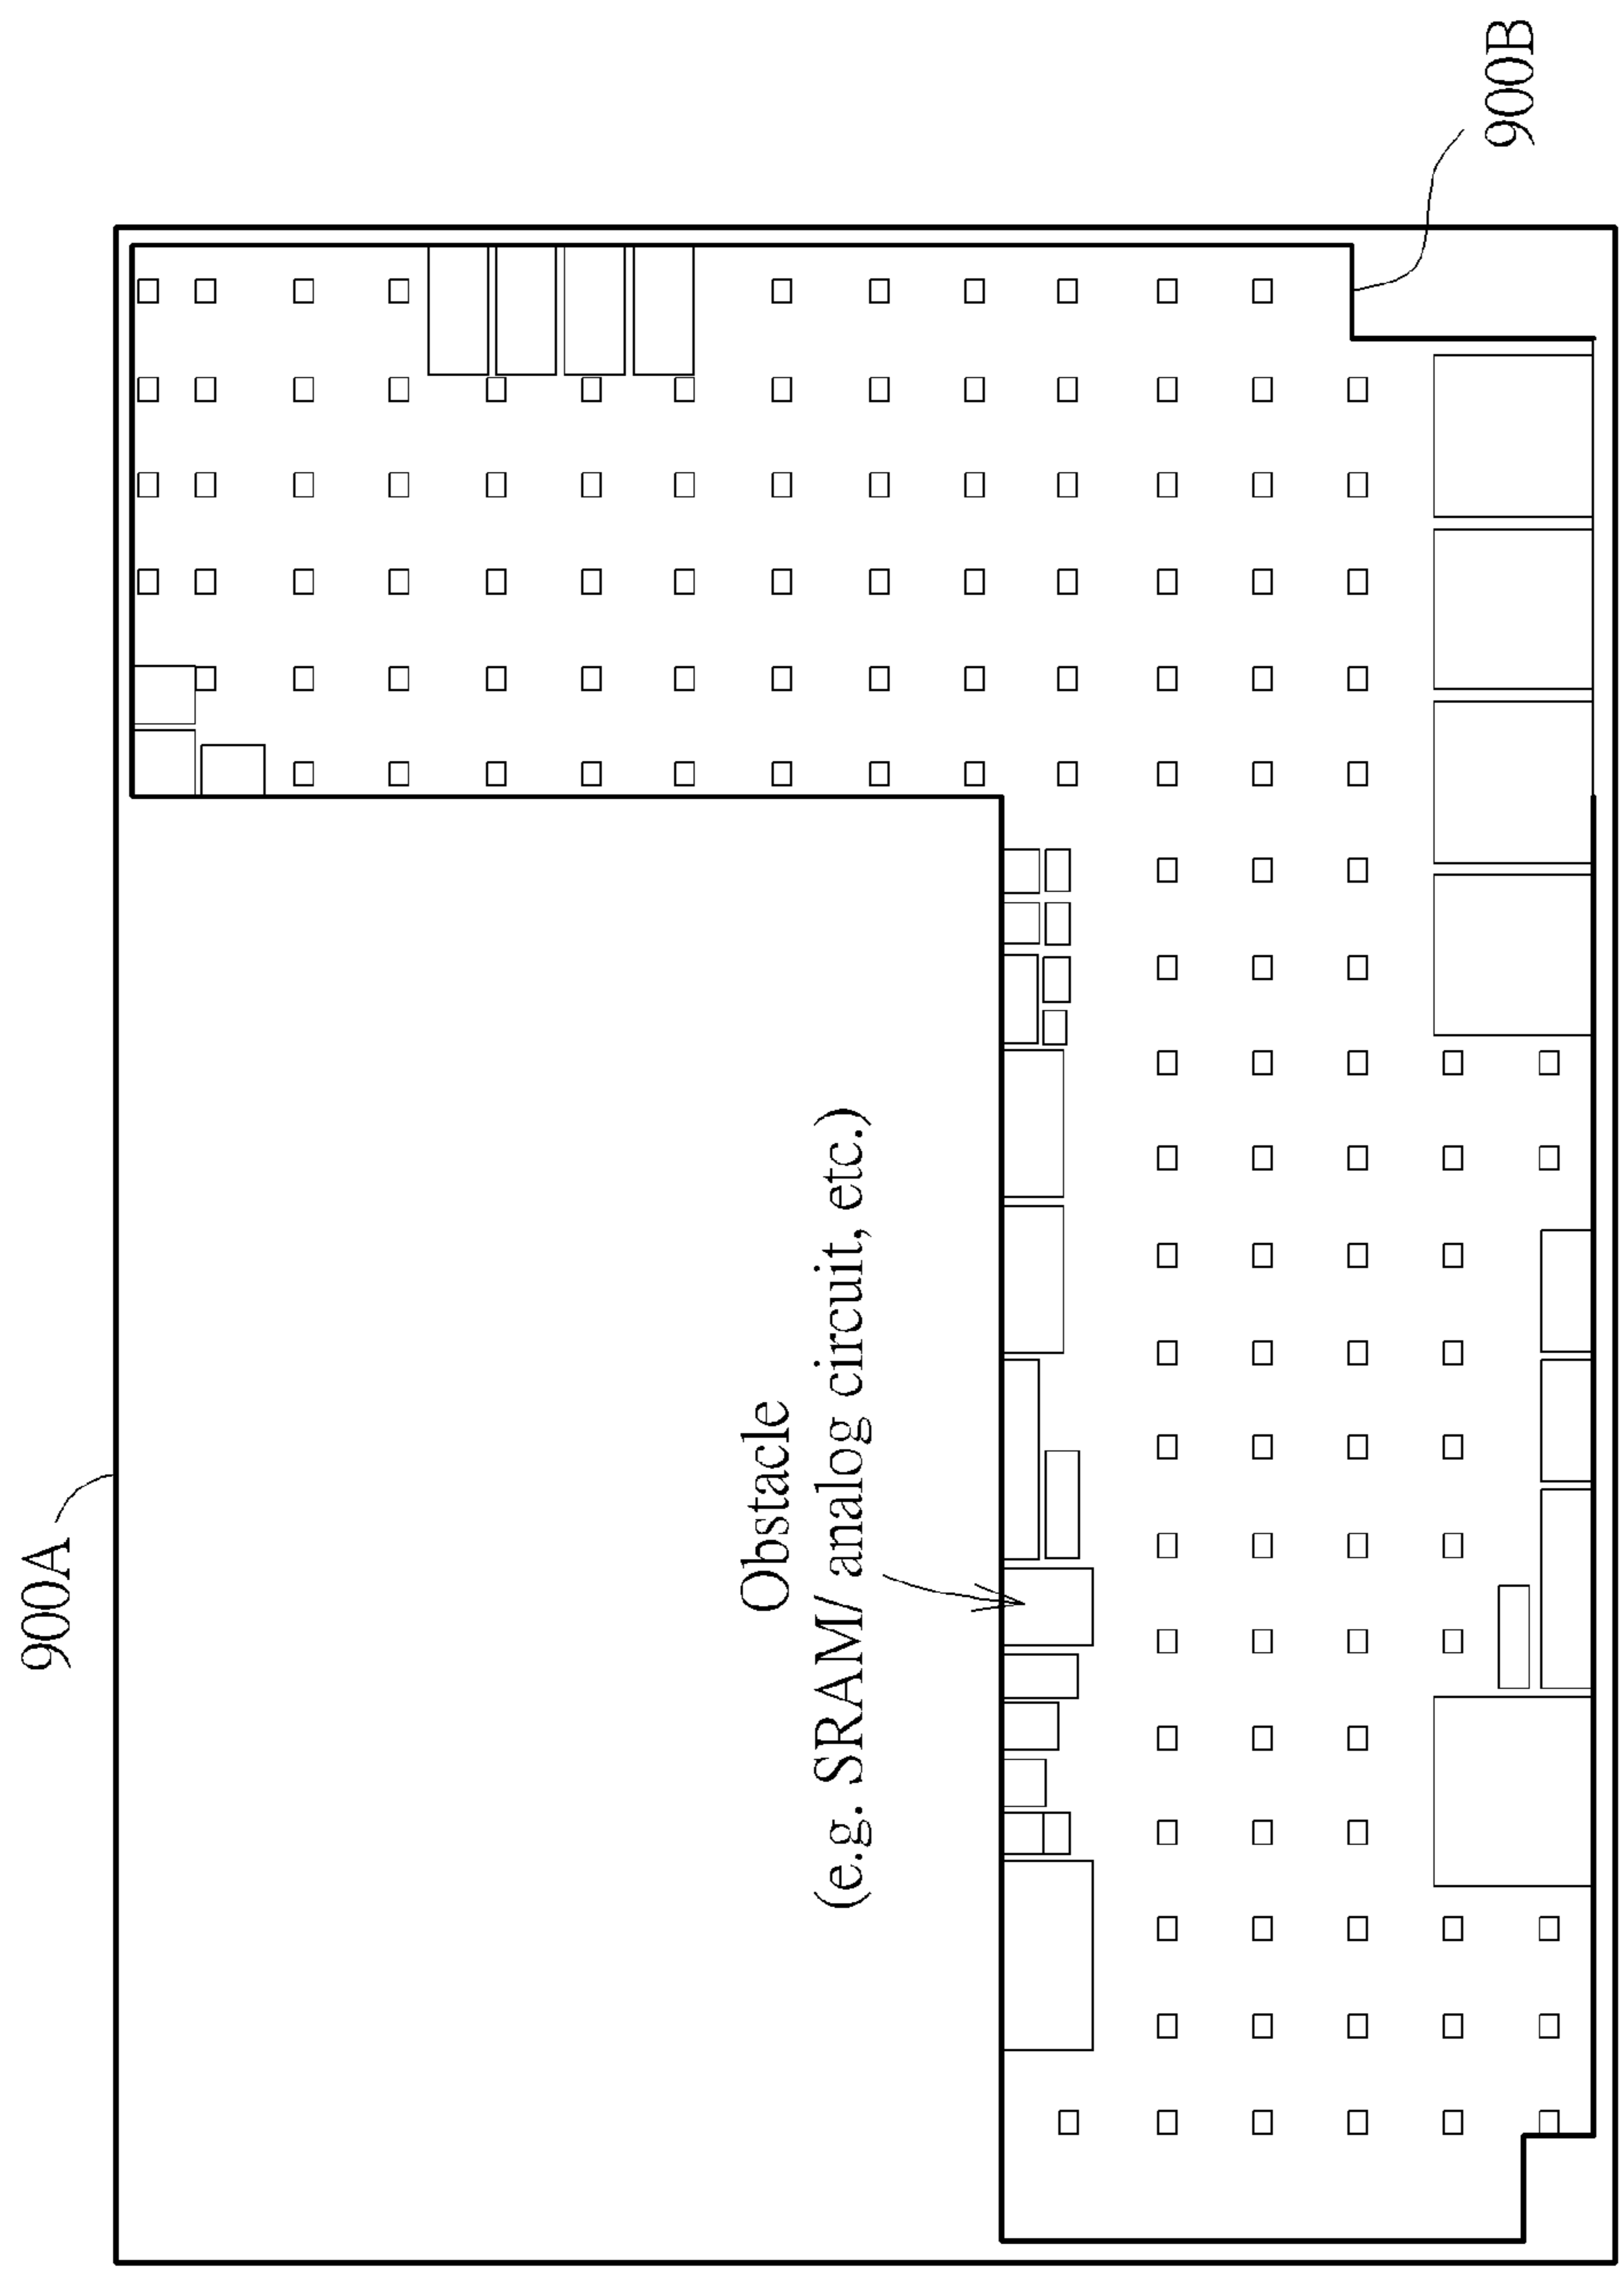 900A
Obstacle
(e.g. SRAM/ analog circuit, etc.)
900B